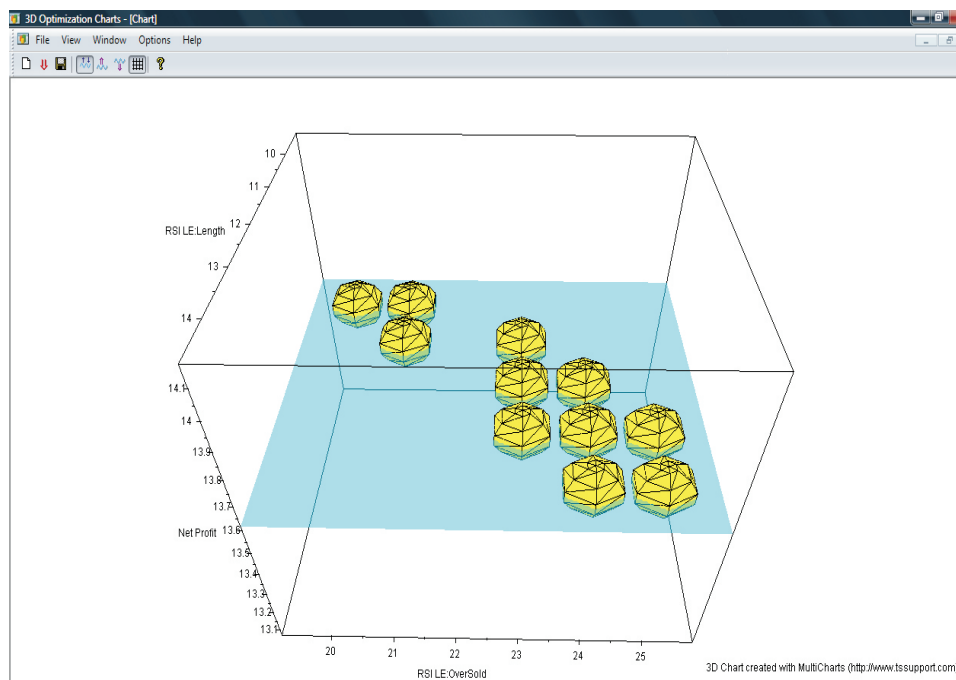 3D Optimization Charts - [Chart]
File View Window Options Help
10
11
RSI LE:Length 12
13
14
14.1
14
13.9
13.8
13.7
Net Profit 13.6
13.5
13.4
13.3
13.2
13.1
20 21 22 23 24 25
RSI LE:OverSold
3D Chart created with MultiCharts (http://www.tssupport.com)